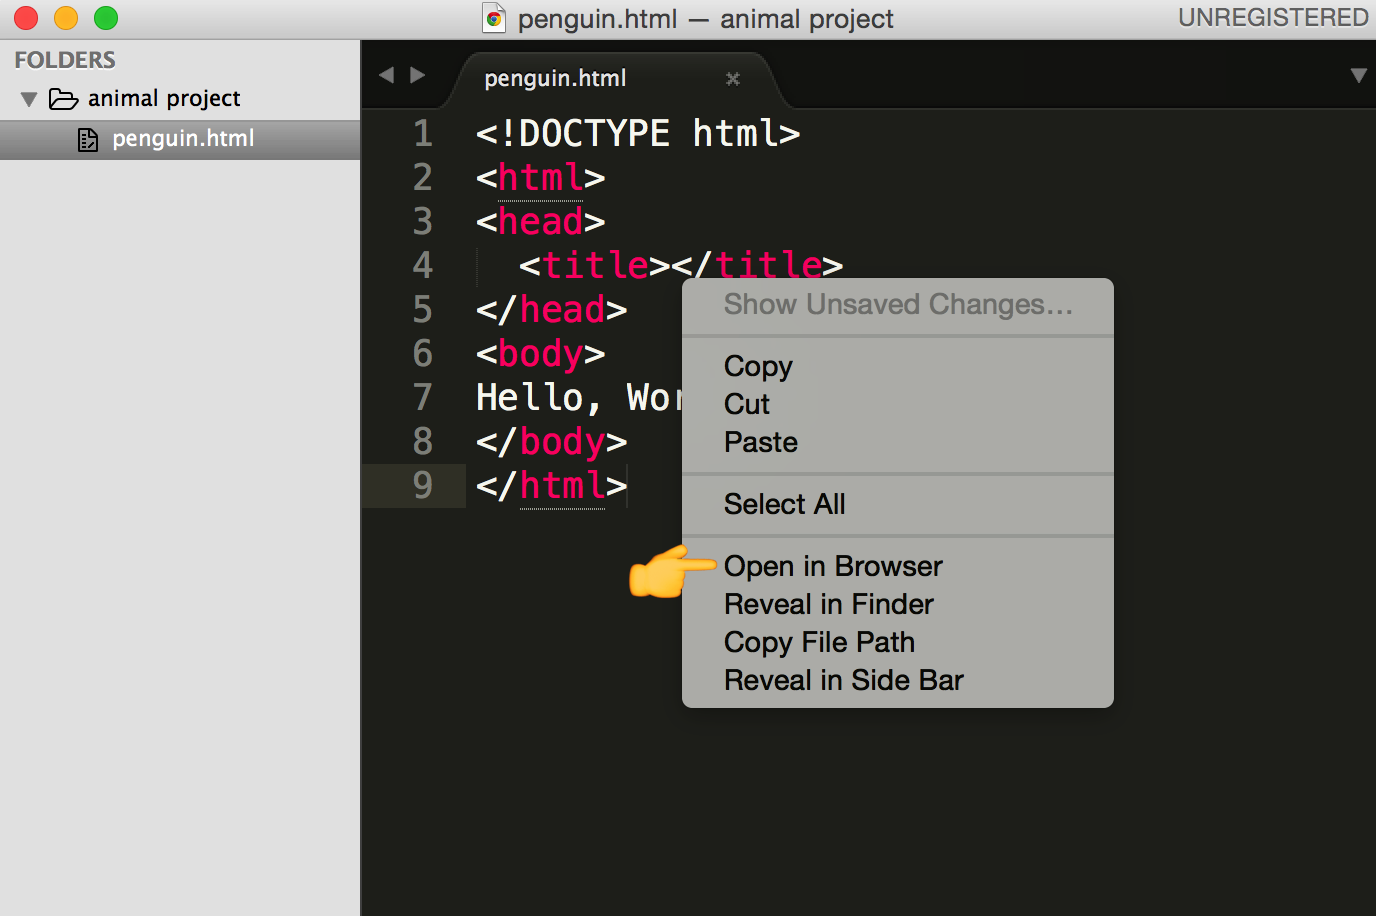 penguin.html — animal project
UNREGISTERED
FOLDERS
animal project
penguin.html
penguin.html
1 <!DOCTYPE html>
2 <html>
3 <head>
4 <title></title>
5 </head>
6 <body>
7 Hello, Wor
8 </body>
9 </html>
Show Unsaved Changes...
Copy
Cut
Paste
Select All
Open in Browser
Reveal in Finder
Copy File Path
Reveal in Side Bar